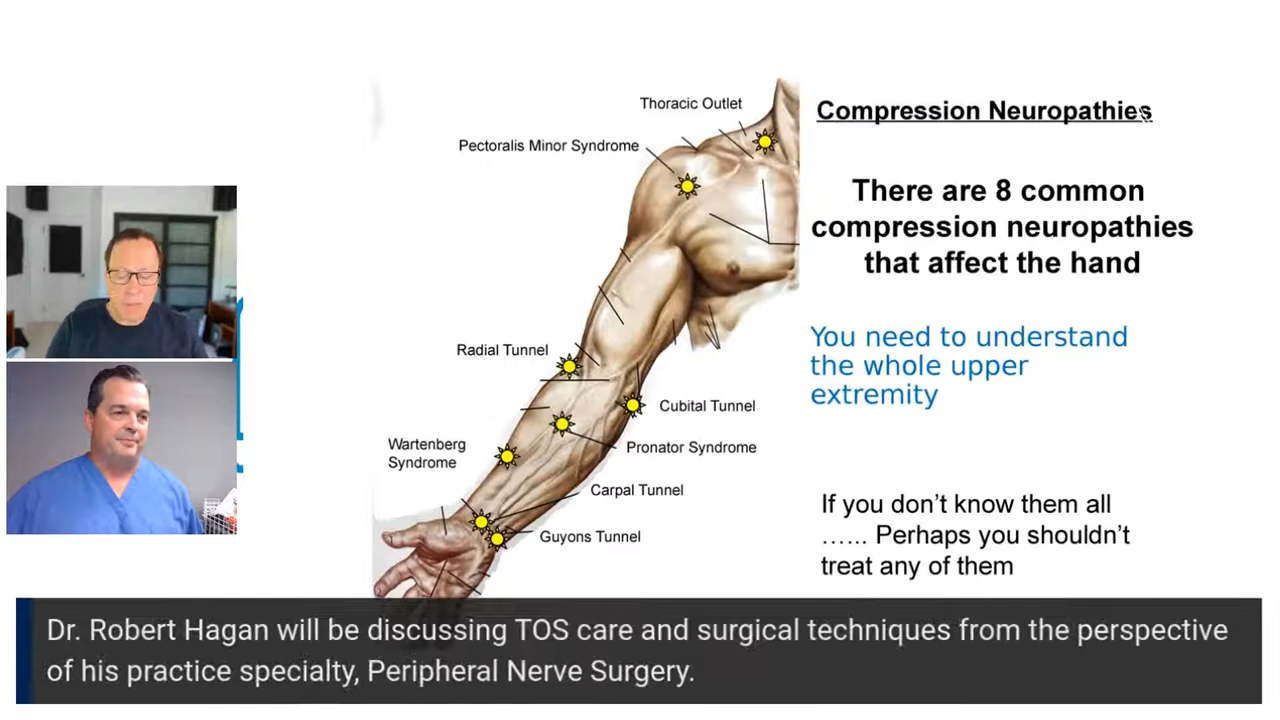 Thoracic Outlet
Pectoralis Minor Syndrome
Radial Tunnel
Cubital Tunnel
Wartenberg
Syndrome
Pronator Syndrome
Carpal Tunnel
Guyons Tunnel
Compression Neuropathies
There are 8 common
compression neuropathies
that affect the hand
You need to understand
the whole upper
extremity
If you don’t know them all
…... Perhaps you shouldn’t
treat any of them
Dr. Robert Hagan will be discussing TOS care and surgical techniques from the perspective
of his practice specialty, Peripheral Nerve Surgery.